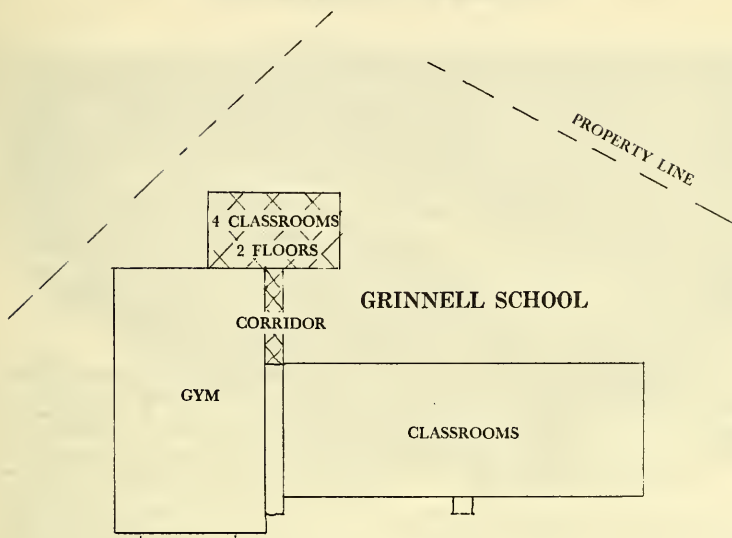 PROPERTY LINE
4 CLASSROOMS
2 FLOORS
GRINNELL SCHOOL
CORRIDOR
GYM
CLASSROOMS